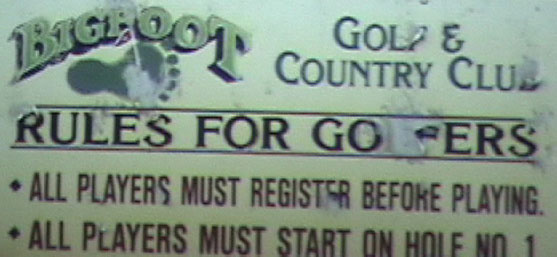 BIGFOOT GOLF &
COUNTRY CLUB
RULES FOR GOLFERS
• ALL PLAYERS MUST REGISTER BEFORE PLAYING.
• ALL PLAYERS MUST START ON HOLE NO. 1